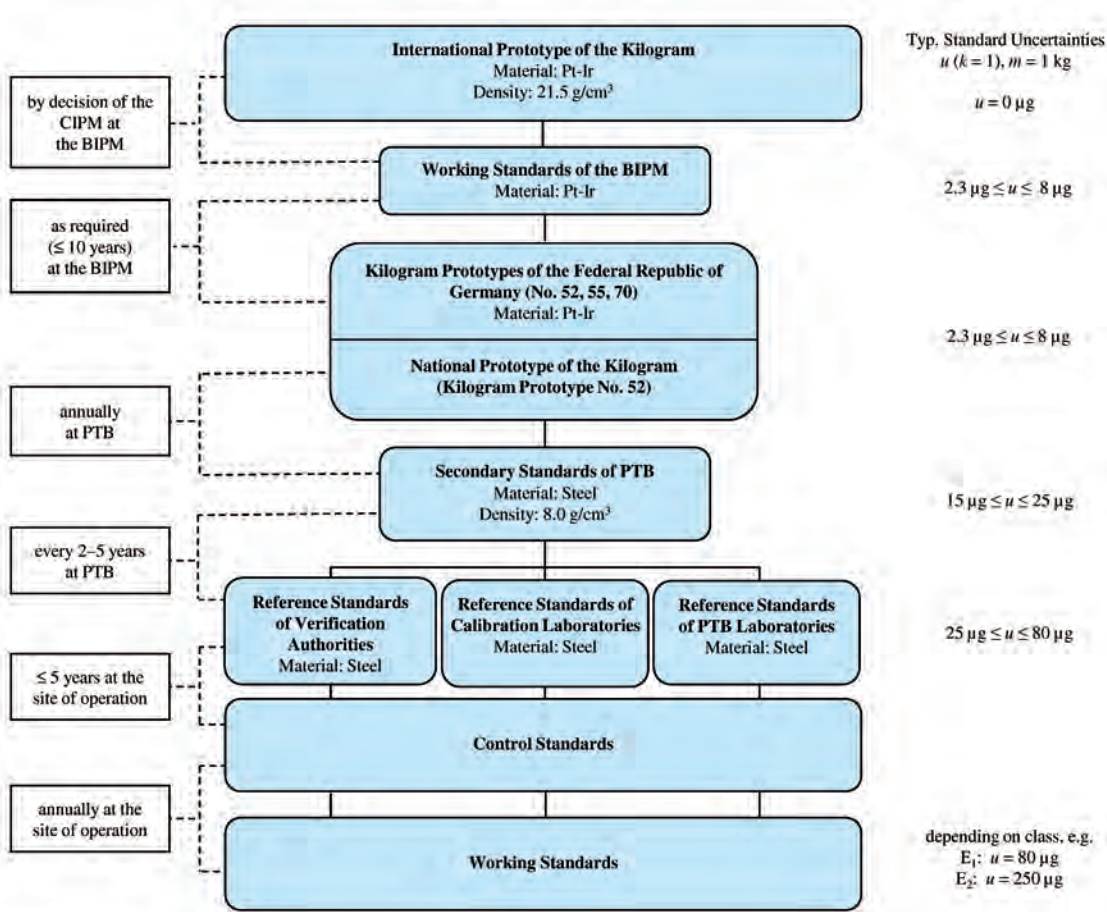 International Prototype of the Kilogram
Material: Pt-Ir
Density: 21.5 g/cm³
Typ. Standard Uncertainties
u (k = 1), m = 1 kg
u = 0 µg
by decision of the
CIPM at
the BIPM
Working Standards of the BIPM
Material: Pt-Ir
2.3 µg ≤ u ≤ 8 µg
as required
(≤ 10 years)
at the BIPM
Kilogram Prototypes of the Federal Republic of
Germany (No. 52, 55, 70)
Material: Pt-Ir
2.3 µg ≤ u ≤ 8 µg
National Prototype of the Kilogram
(Kilogram Prototype No. 52)
annually
at PTB
Secondary Standards of PTB
Material: Steel
Density: 8.0 g/cm³
15 µg ≤ u ≤ 25 µg
every 2–5 years
at PTB
Reference Standards
of Verification
Authorities
Material: Steel
Reference Standards of
Calibration Laboratories
Material: Steel
Reference Standards
of PTB Laboratories
Material: Steel
25 µg ≤ u ≤ 80 µg
≤ 5 years at the
site of operation
Control Standards
annually at the
site of operation
Working Standards
depending on class, e.g.
E₁: u = 80 µg
E₂: u = 250 µg